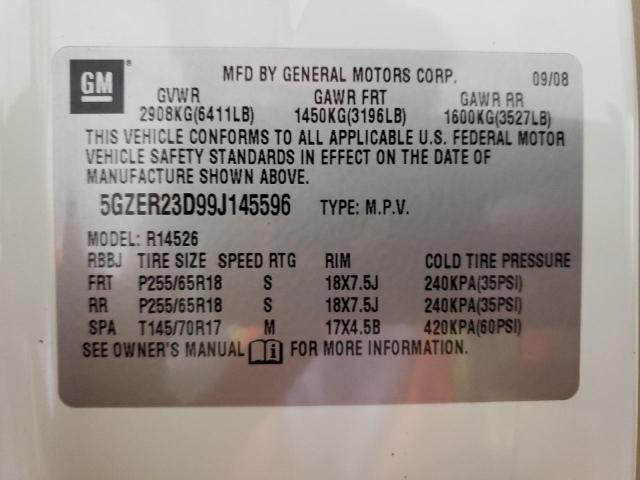 GM ®
MFD BY GENERAL MOTORS CORP. 09/08
GVWR GAWR FRT GAWR RR
2908KG(6411LB) 1450KG(3196LB) 1600KG(3527LB)
THIS VEHICLE CONFORMS TO ALL APPLICABLE U.S. FEDERAL MOTOR
VEHICLE SAFETY STANDARDS IN EFFECT ON THE DATE OF
MANUFACTURE SHOWN ABOVE.
5GZER23D99J145596 TYPE: M.P.V.
MODEL: R14526
RBBJ TIRE SIZE SPEED RTG RIM COLD TIRE PRESSURE
FRT P255/65R18 S 18X7.5J 240KPA(35PSI)
RR P255/65R18 S 18X7.5J 240KPA(35PSI)
SPA T145/70R17 M 17X4.5B 420KPA(60PSI)
SEE OWNER'S MANUAL i FOR MORE INFORMATION.